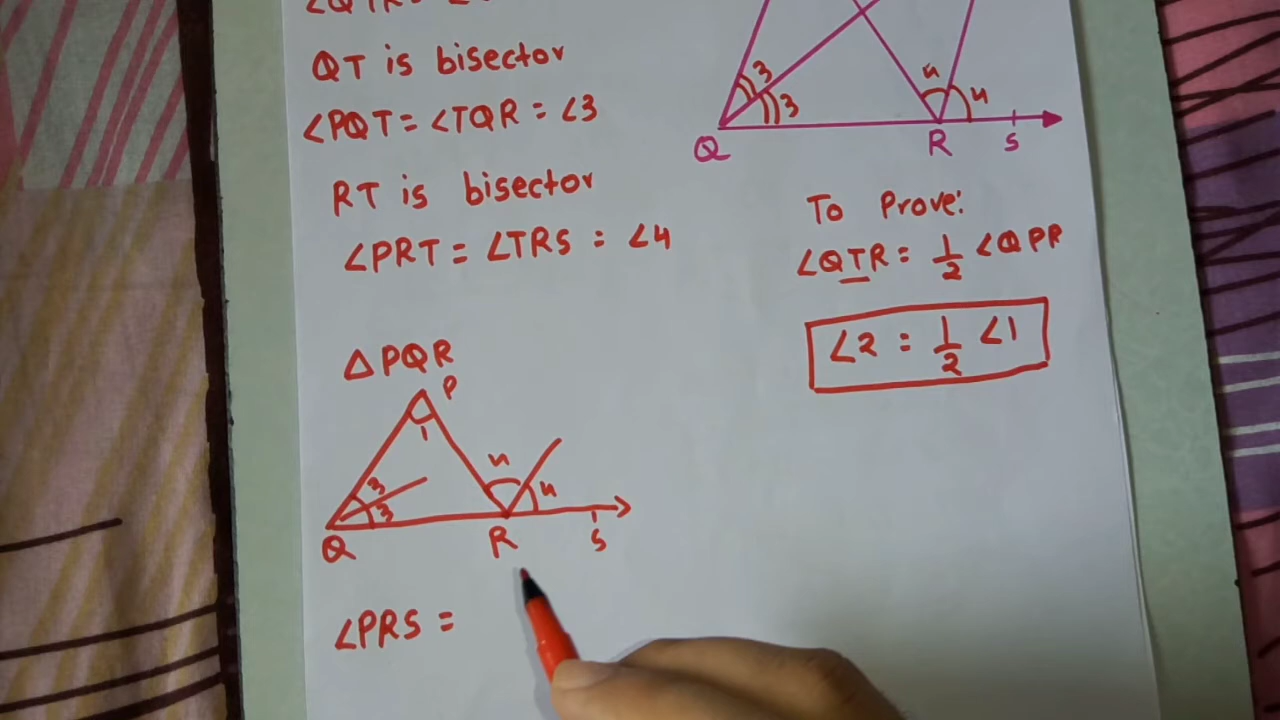 QT is bisector
∠PQT = ∠TQR = ∠3
RT is bisector
∠PRT = ∠TRS = ∠4
3
3
4
4
Q
R
S
To Prove:
∠QTR = 1/2 ∠QPR
∠2 = 1/2 ∠1
△PQR
P
1
3
3
4
4
Q
R
S
∠PRS =